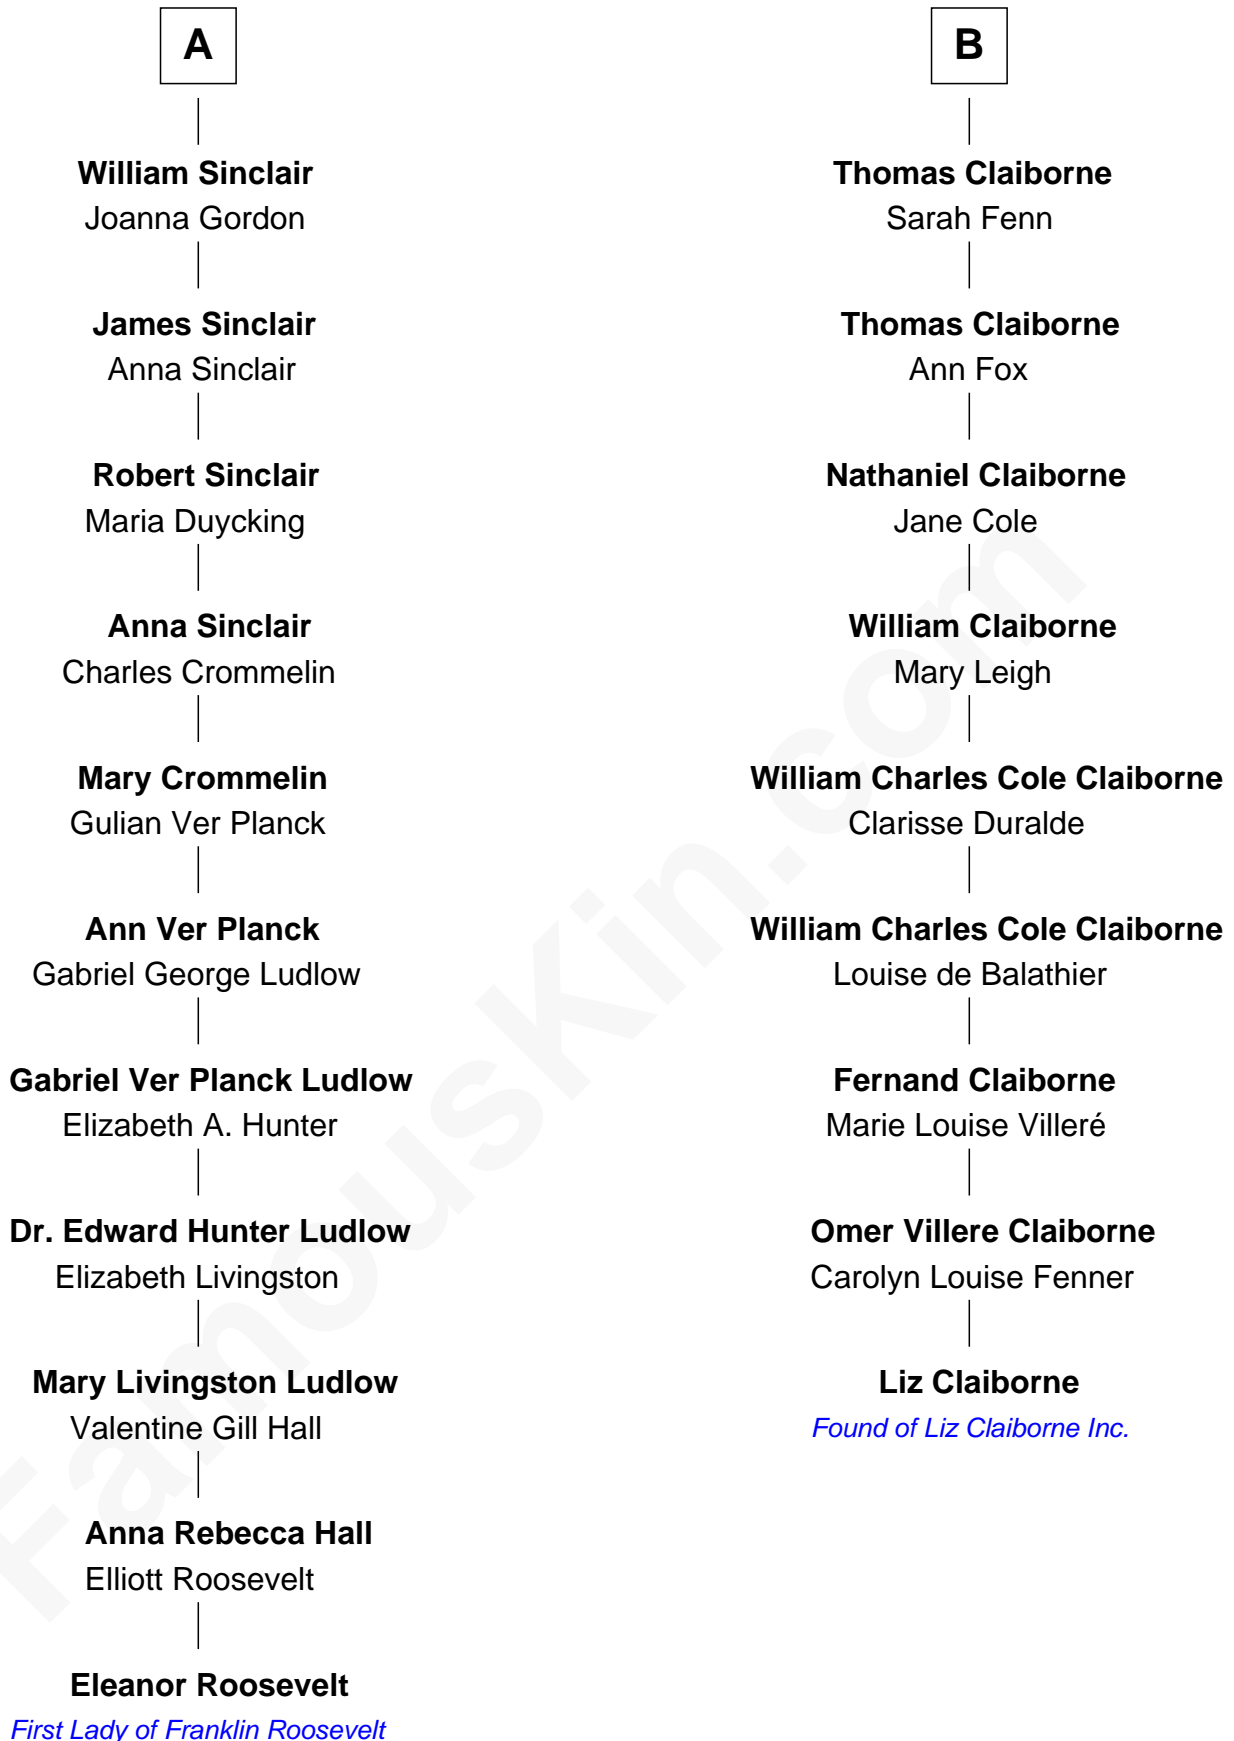 A
William Sinclair
Joanna Gordon
James Sinclair
Anna Sinclair
Robert Sinclair
Maria Duycking
Anna Sinclair
Charles Crommelin
Mary Crommelin
Gulian Ver Planck
Ann Ver Planck
Gabriel George Ludlow
Gabriel Ver Planck Ludlow
Elizabeth A. Hunter
Dr. Edward Hunter Ludlow
Elizabeth Livingston
Mary Livingston Ludlow
Valentine Gill Hall
Anna Rebecca Hall
Elliott Roosevelt
Eleanor Roosevelt
First Lady of Franklin Roosevelt
B
Thomas Claiborne
Sarah Fenn
Thomas Claiborne
Ann Fox
Nathaniel Claiborne
Jane Cole
William Claiborne
Mary Leigh
William Charles Cole Claiborne
Clarisse Duralde
William Charles Cole Claiborne
Louise de Balathier
Fernand Claiborne
Marie Louise Villeré
Omer Villere Claiborne
Carolyn Louise Fenner
Liz Claiborne
Found of Liz Claiborne Inc.
FamousKin.com